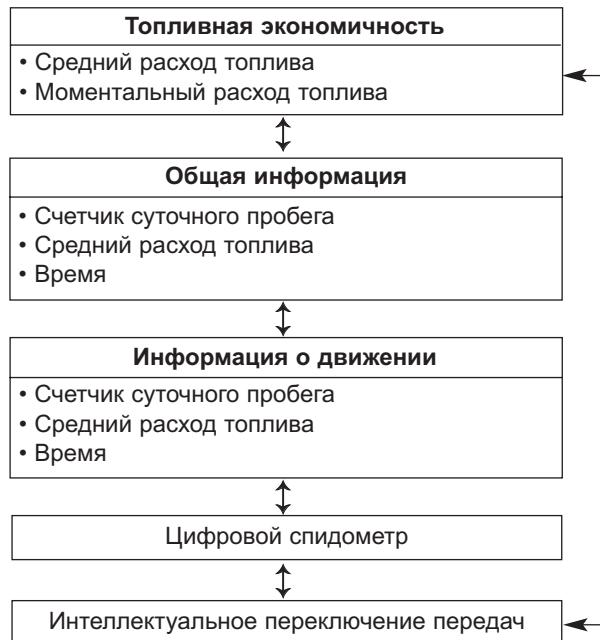 Топливная экономичность
• Средний расход топлива
• Моментальный расход топлива
Общая информация
• Счетчик суточного пробега
• Средний расход топлива
• Время
Информация о движении
• Счетчик суточного пробега
• Средний расход топлива
• Время
Цифровой спидометр
Интеллектуальное переключение передач